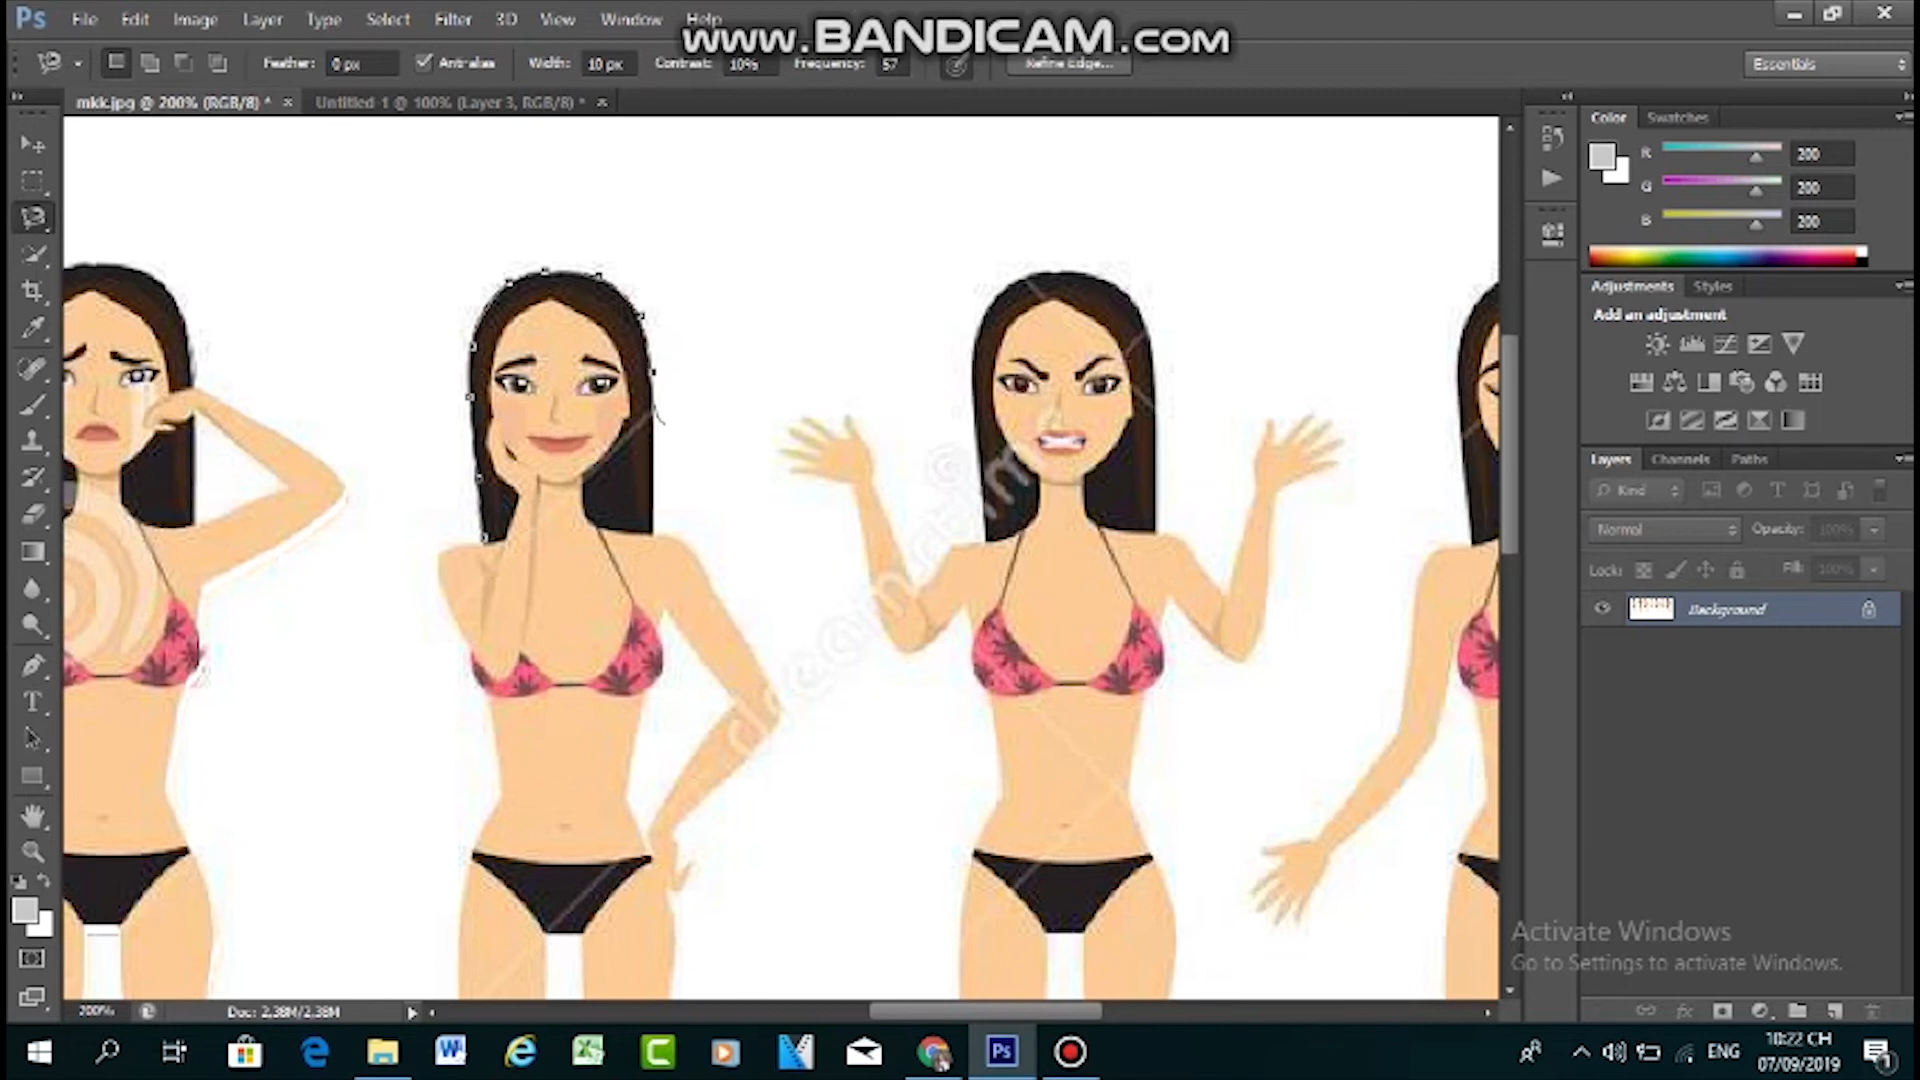 Ps File Edit Image Layer Type Select Filter 3D View Window Help
www.BANDICAM.com
Feather: 0 px Anti-alias Width: 10 px Contrast: 10% Frequency: 57 Refine Edge... Essentials
mkk.jpg @ 200% (RGB/8) * × Untitled-1 @ 100% (Layer 3, RGB/8) * ×
Color Swatches
R 200
G 200
B 200
Adjustments Styles
Add an adjustment
Layers Channels Paths
Kind
Normal Opacity: 100%
Lock: Fill: 100%
Background
dreamstime
Activate Windows
Go to Settings to activate Windows.
200% Doc: 2,38M/2,38M
ENG 10:22 CH
07/09/2019